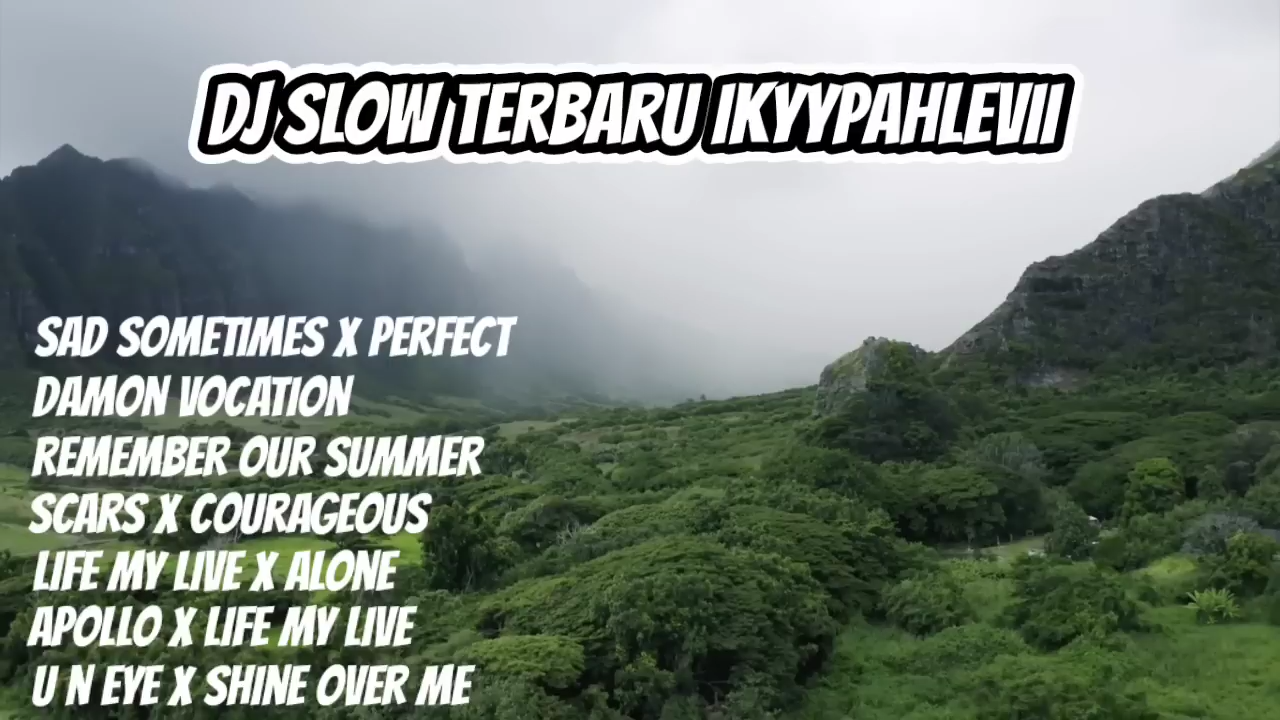 DJ SLOW TERBARU IKYYPAHLEVII
SAD SOMETIMES X PERFECT
DAMON VOCATION
REMEMBER OUR SUMMER
SCARS X COURAGEOUS
LIFE MY LIVE X ALONE
APOLLO X LIFE MY LIVE
U N EYE X SHINE OVER ME